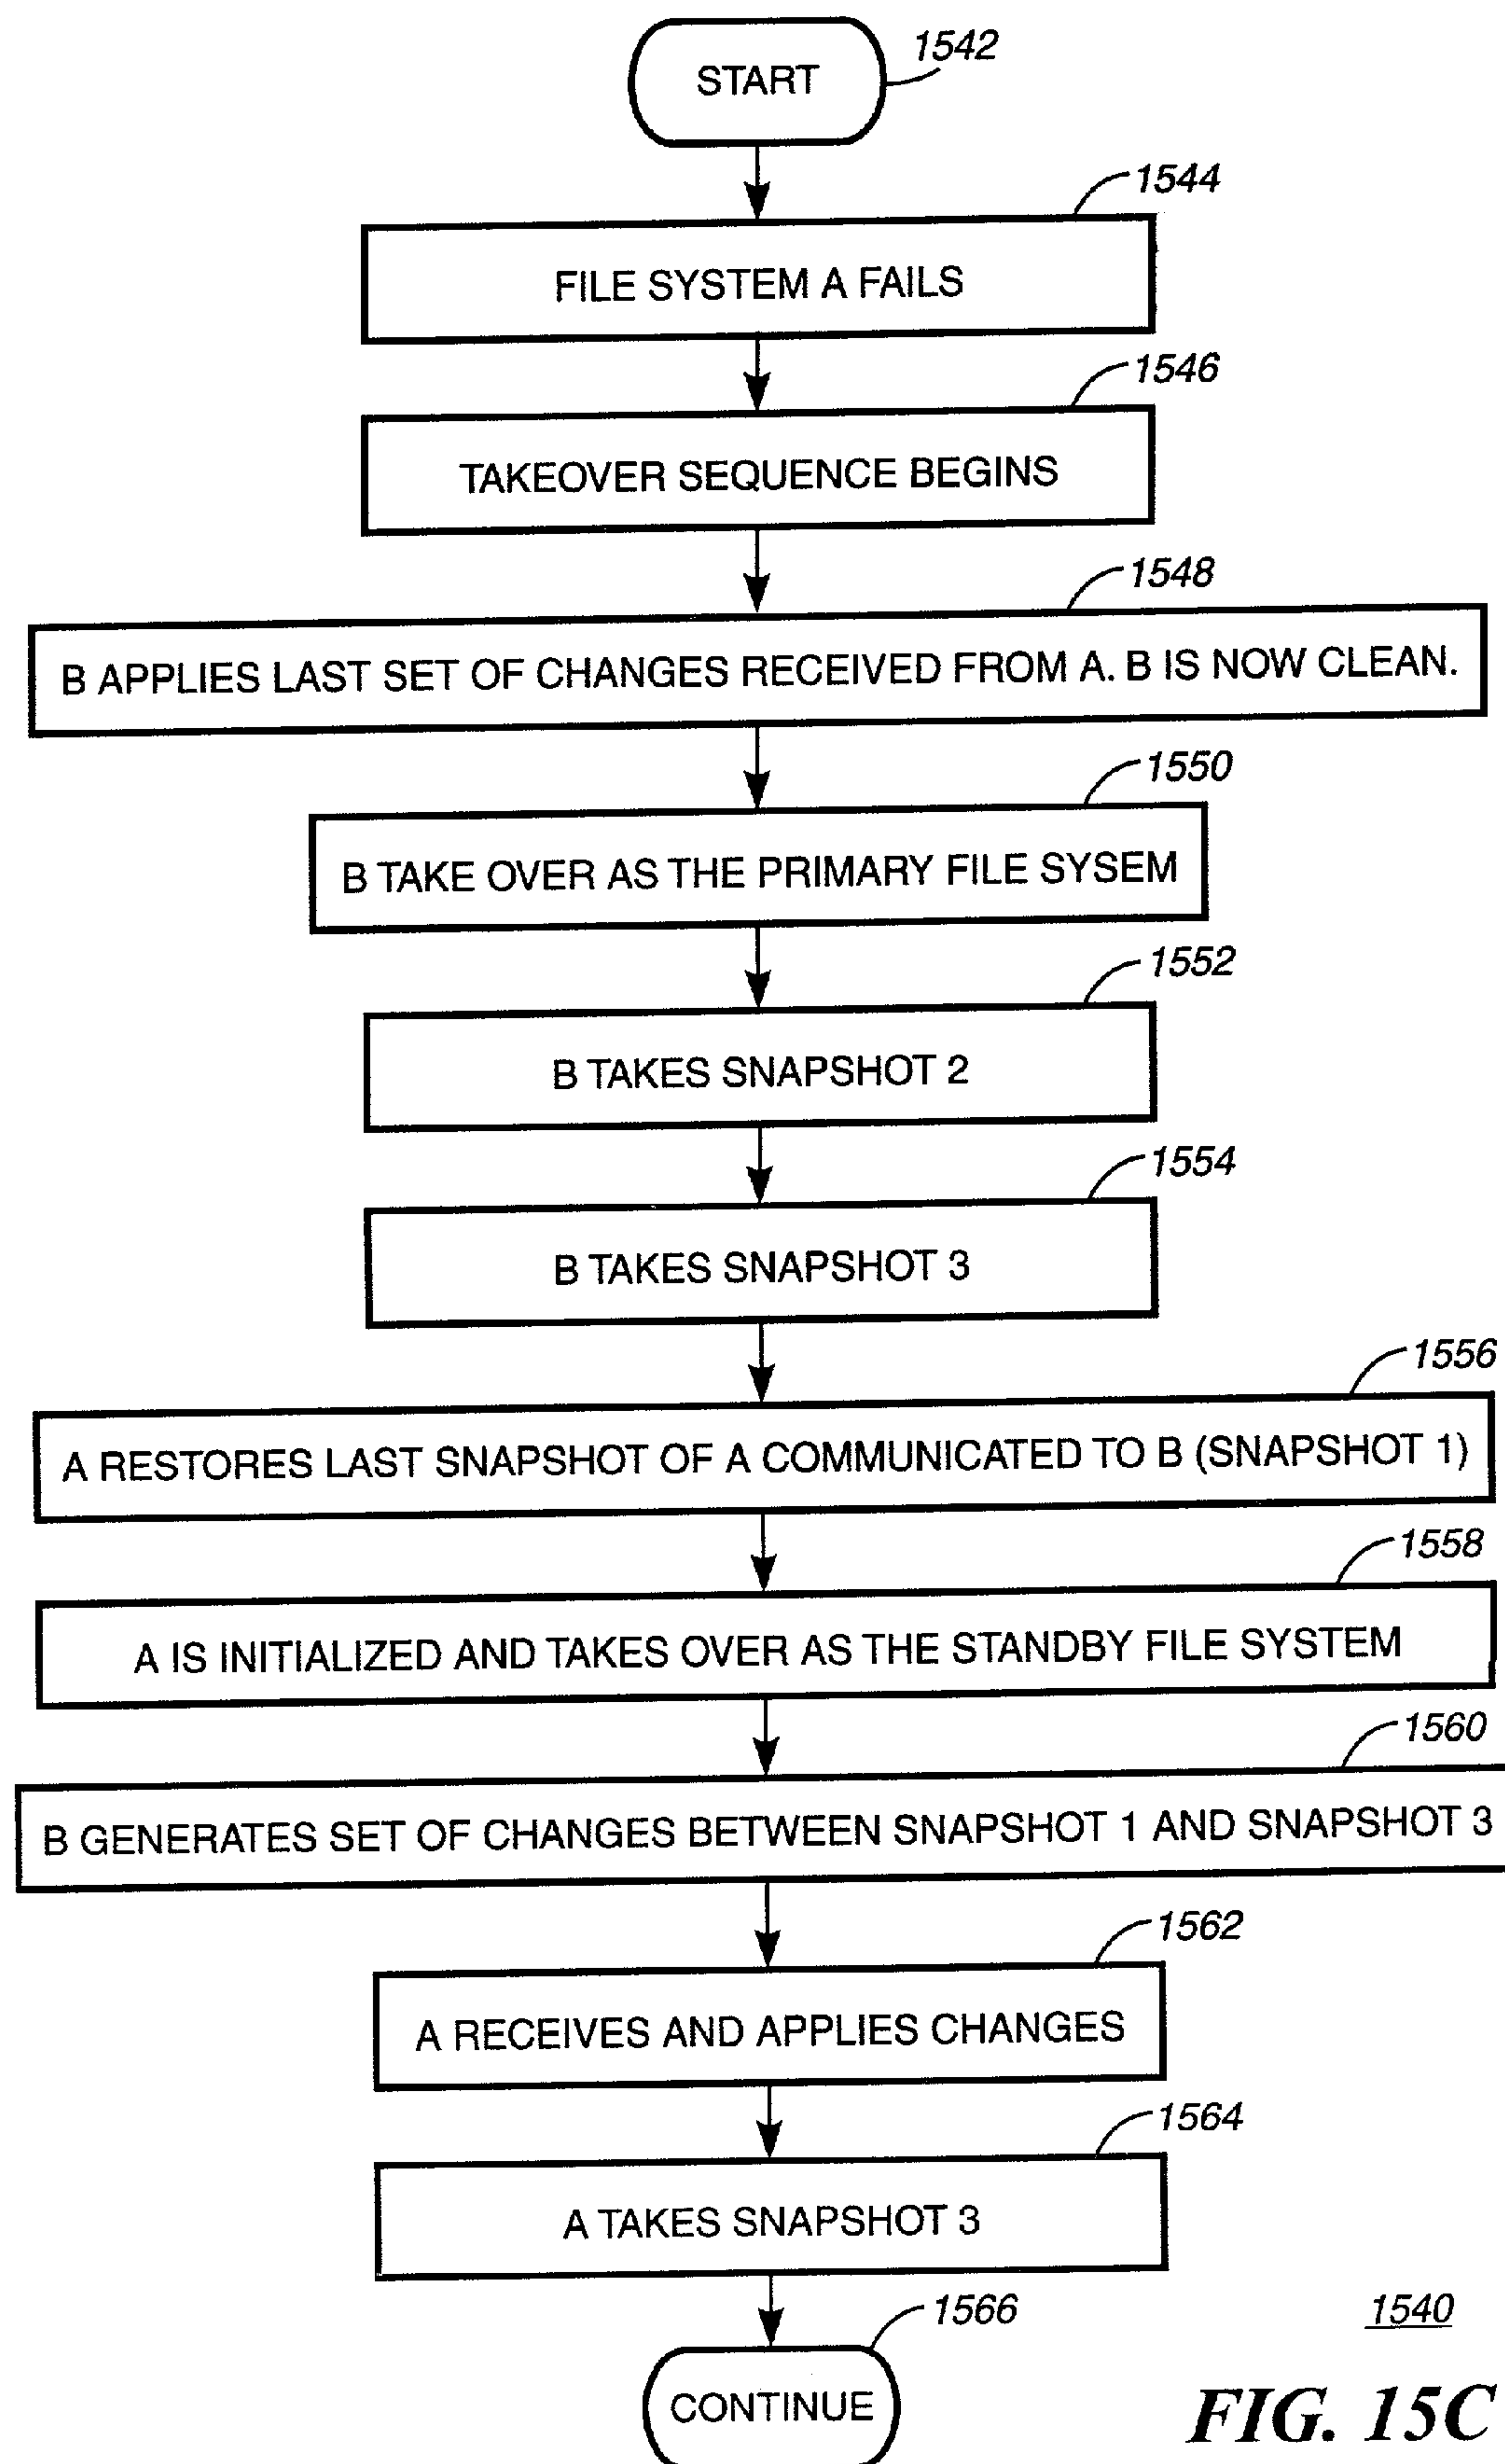 START
1542
1544
FILE SYSTEM A FAILS
1546
TAKEOVER SEQUENCE BEGINS
1548
B APPLIES LAST SET OF CHANGES RECEIVED FROM A. B IS NOW CLEAN.
1550
B TAKE OVER AS THE PRIMARY FILE SYSEM
1552
B TAKES SNAPSHOT 2
1554
B TAKES SNAPSHOT 3
1556
A RESTORES LAST SNAPSHOT OF A COMMUNICATED TO B (SNAPSHOT 1)
1558
A IS INITIALIZED AND TAKES OVER AS THE STANDBY FILE SYSTEM
1560
B GENERATES SET OF CHANGES BETWEEN SNAPSHOT 1 AND SNAPSHOT 3
1562
A RECEIVES AND APPLIES CHANGES
1564
A TAKES SNAPSHOT 3
1566
CONTINUE
1540
FIG. 15C